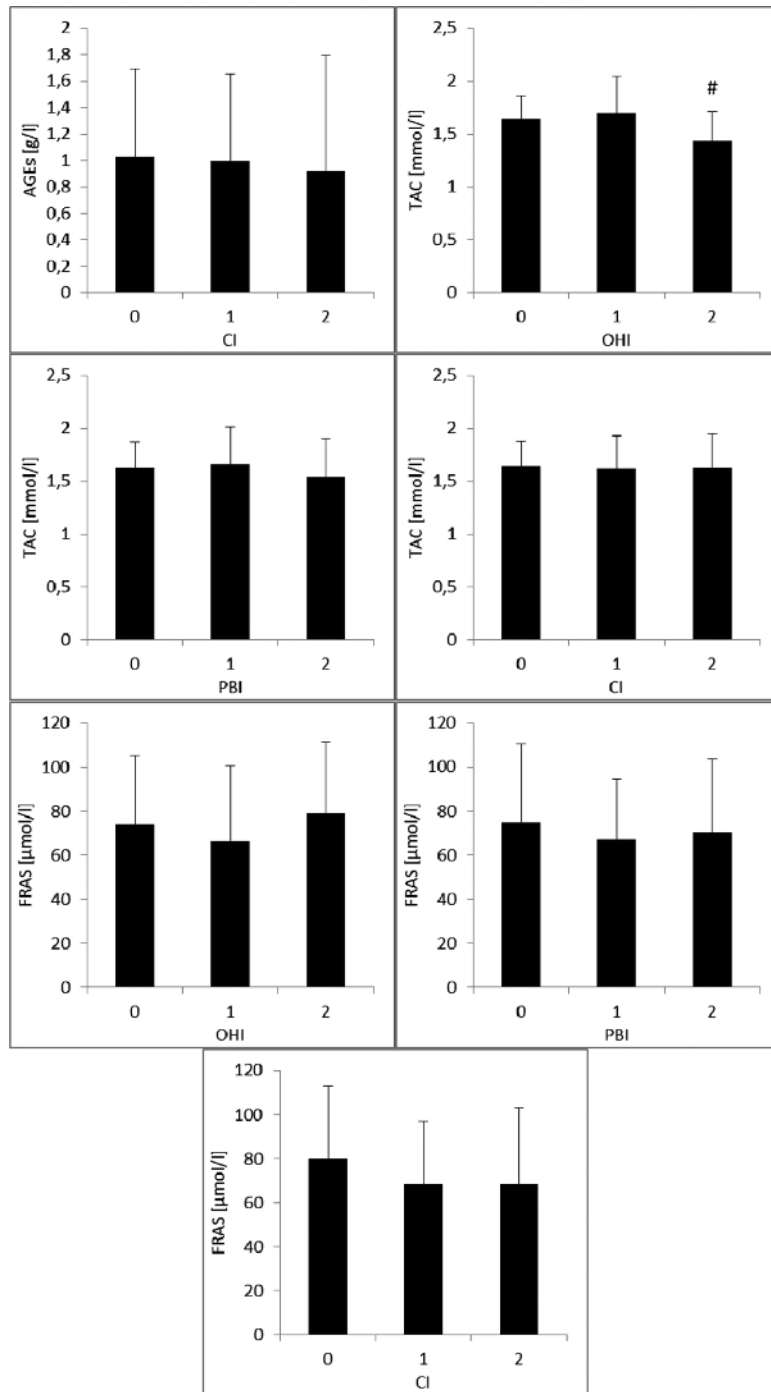 2
1,8
1,6
1,4
1,2
1
0,8
0,6
0,4
0,2
0
AGEs [g/l]
0 1 2
CI
2,5
2
1,5
1
0,5
0
TAC [mmol/l]
#
0 1 2
OHI
2,5
2
1,5
1
0,5
0
TAC [mmol/l]
0 1 2
PBI
2,5
2
1,5
1
0,5
0
TAC [mmol/l]
0 1 2
CI
120
100
80
60
40
20
0
FRAS [µmol/l]
0 1 2
OHI
120
100
80
60
40
20
0
FRAS [µmol/l]
0 1 2
PBI
120
100
80
60
40
20
0
FRAS [µmol/l]
0 1 2
CI